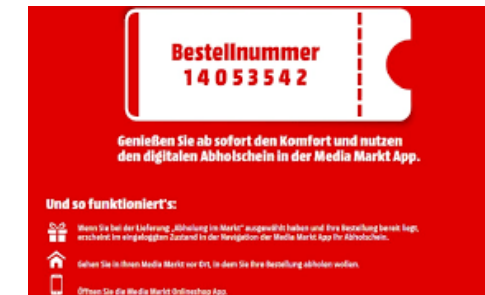 Bestellnummer
14053542
Genießen Sie ab sofort den Komfort und nutzen
den digitalen Abholschein in der Media Markt App.
Und so funktioniert's:
Wenn Sie bei der Lieferung „Abholung im Markt" ausgewählt haben und Ihre Bestellung bereit liegt,
erscheint im eingeloggten Zustand in der Navigation der Media Markt App Ihr Abholschein.
Gehen Sie in Ihren Media Markt vor Ort, in dem Sie Ihre Bestellung abholen wollen.
Öffnen Sie die Media Markt Onlineshop App